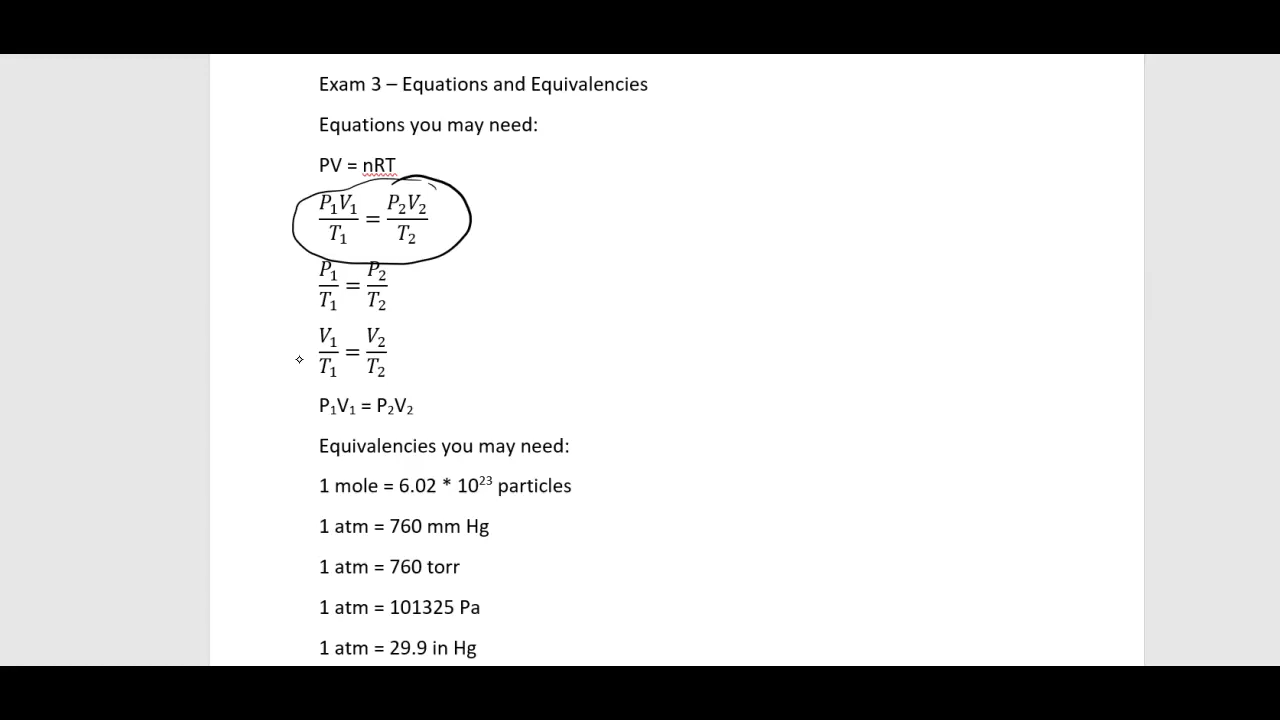 Exam 3 – Equations and Equivalencies
Equations you may need:
PV = nRT
P₁V₁/T₁ = P₂V₂/T₂
P₁/T₁ = P₂/T₂
V₁/T₁ = V₂/T₂
P₁V₁ = P₂V₂
Equivalencies you may need:
1 mole = 6.02 * 10²³ particles
1 atm = 760 mm Hg
1 atm = 760 torr
1 atm = 101325 Pa
1 atm = 29.9 in Hg